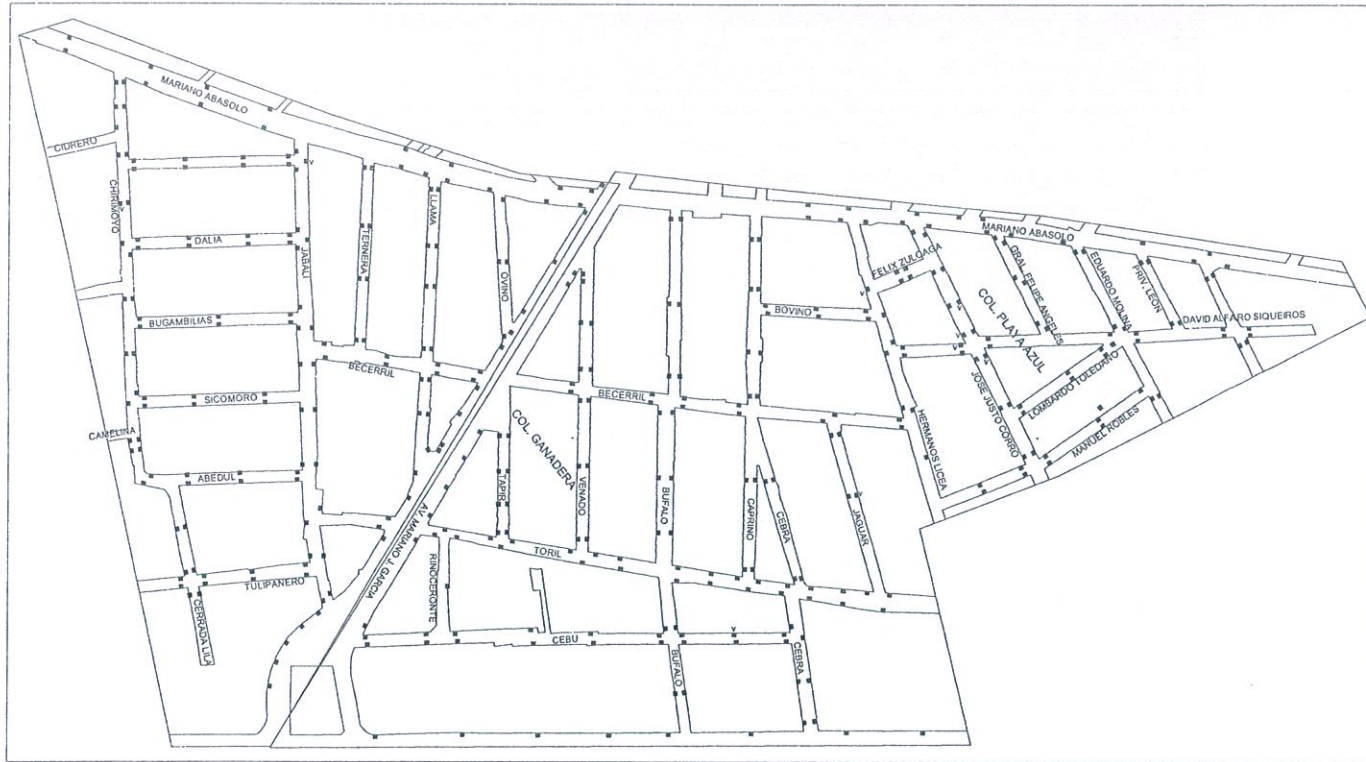 MARIANO ABASOLO
CIDRERO
CHIRIMOYO
DALIA
JABALI
TERNERA
LLAMA
OVINO
BUGAMBILIAS
BECERRIL
SICOMORO
CAMELINA
ABEDUL
TULIPANERO
CERRADA LILA
AV. MARIANO J. GARCIA
COL. GANADERA
TAPIR
VENADO
BECERRIL
BUFALO
CAPRINO
CEBRA
JAGUAR
TORIL
RINOCERONTE
CEBU
BUFALO
CEBRA
BOVINO
FELIX ZULOAGA
HERMANOS LICEA
JOSE JUSTO CORRO
COL. PLAYA AZUL
MARIANO ABASOLO
GRAL. FELIPE ANGELES
EDUARDO MOLINA
PRIV. LEON
DAVID ALFARO SIQUEIROS
LOMBARDO TOLEDANO
MANUEL ROBLES